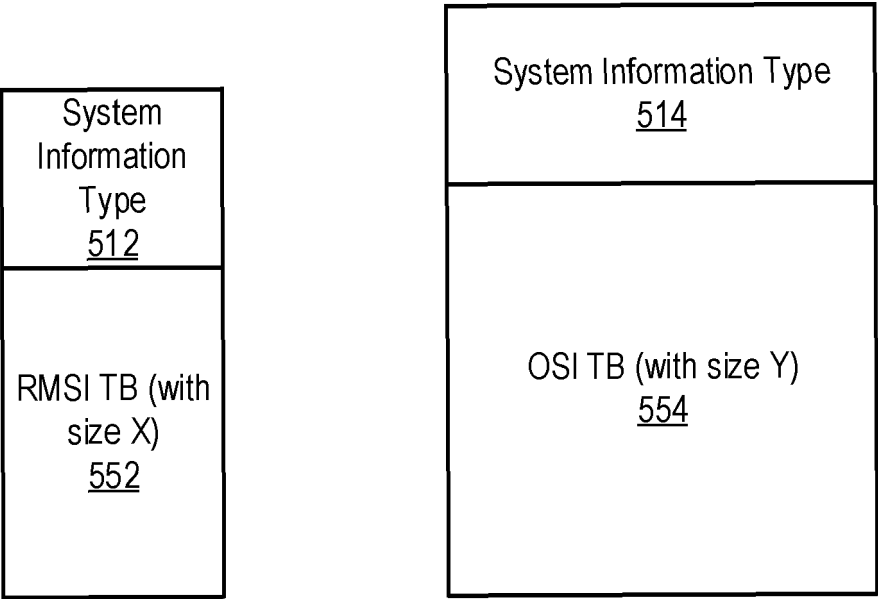 System
Information
Type
512
RMSI TB (with
size X)
552
System Information Type
514
OSI TB (with size Y)
554